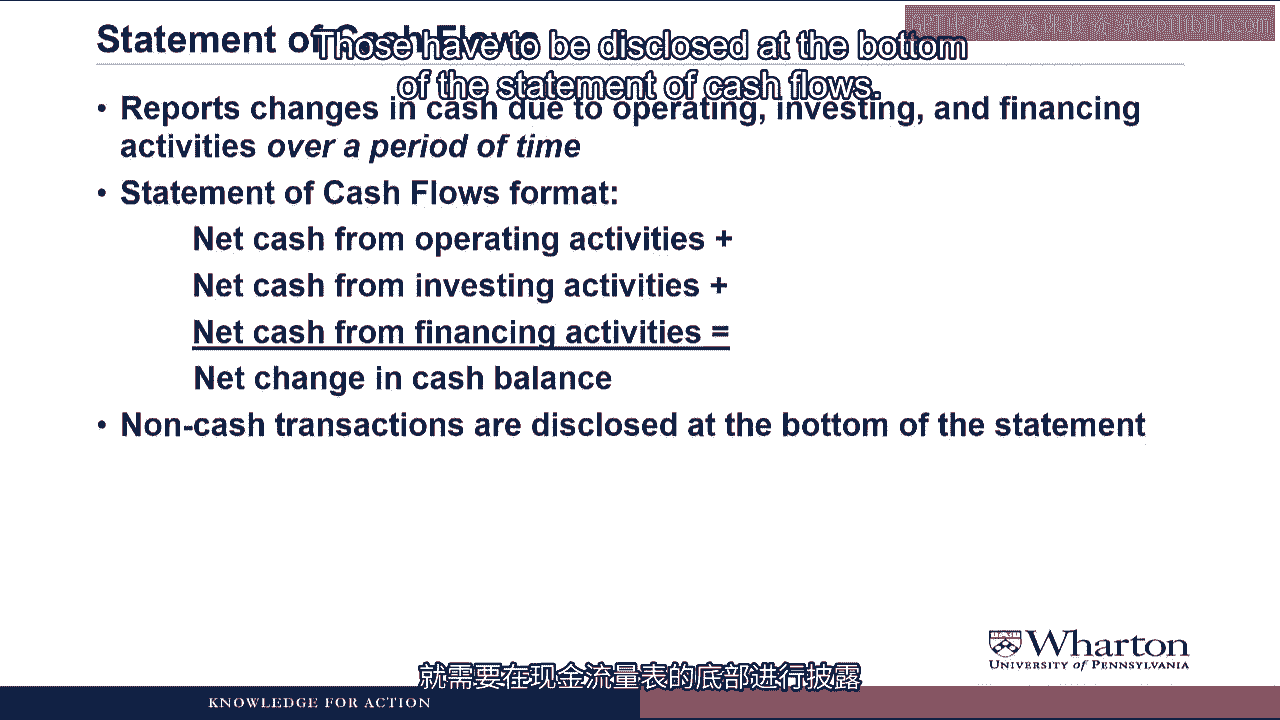 Statement of Cash Flows
Those have to be disclosed at the bottom
of the statement of cash flows.
• Reports changes in cash due to operating, investing, and financing
activities over a period of time
• Statement of Cash Flows format:
Net cash from operating activities +
Net cash from investing activities +
Net cash from financing activities =
Net change in cash balance
• Non-cash transactions are disclosed at the bottom of the statement
Wharton
UNIVERSITY of PENNSYLVANIA
就需要在现金流量表的底部进行披露
KNOWLEDGE FOR ACTION